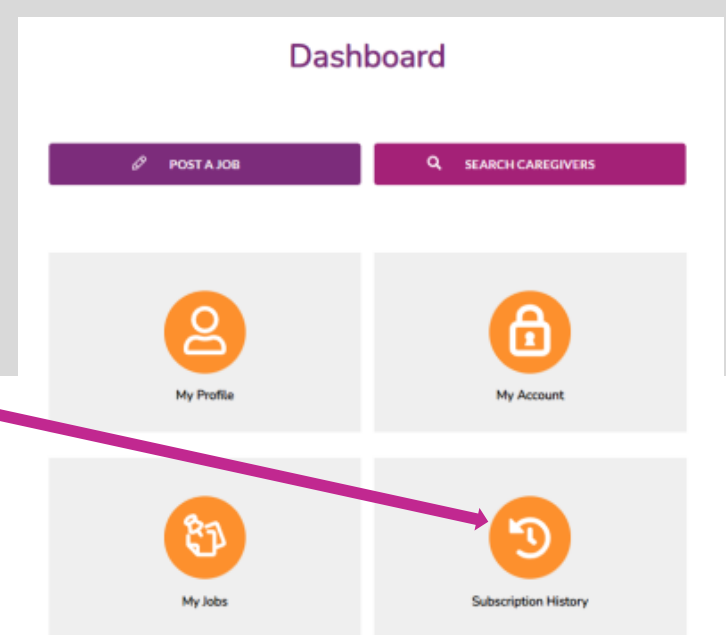 Dashboard
POST A JOB
SEARCH CAREGIVERS
My Profile
My Account
My Jobs
Subscription History